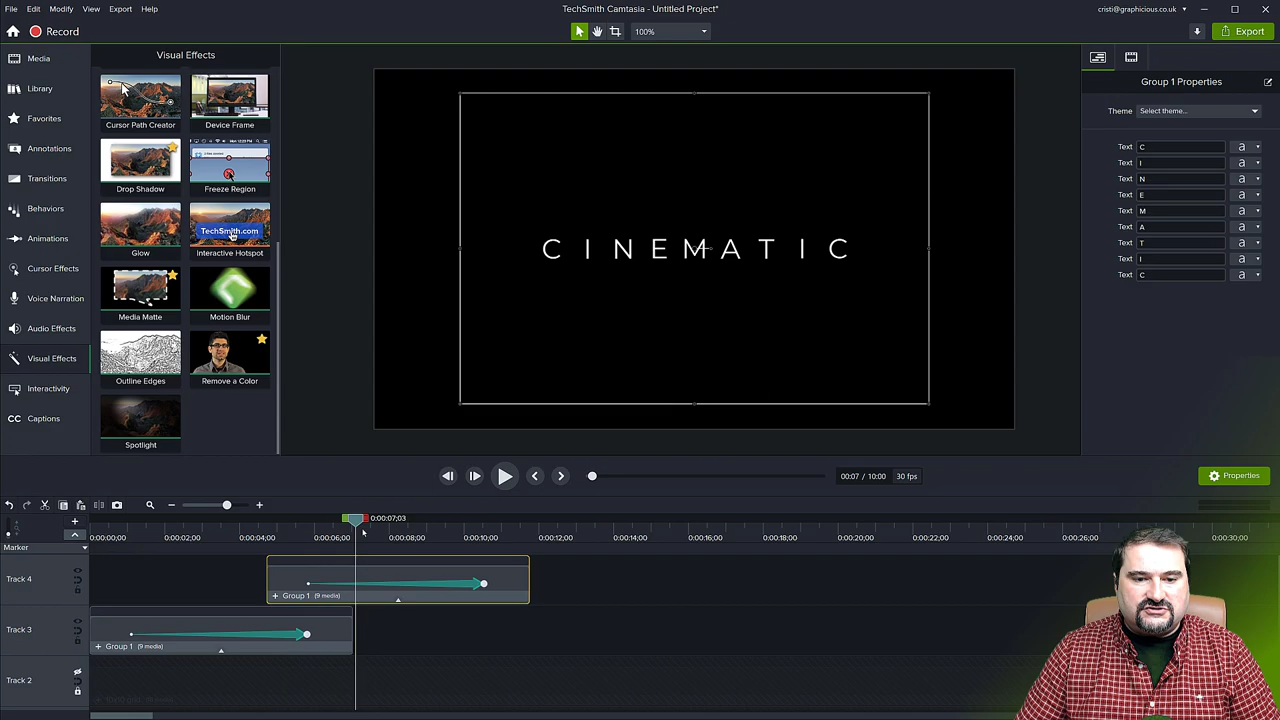 File Edit Modify View Export Help
TechSmith Camtasia - Untitled Project*
cristi@graphicious.co.uk
Record
100%
Export
Media
Library
Favorites
Annotations
Transitions
Behaviors
Animations
Cursor Effects
Voice Narration
Audio Effects
Visual Effects
Interactivity
CC Captions
Visual Effects
Cursor Path Creator
Device Frame
Drop Shadow
Freeze Region
TechSmith.com
Glow
Interactive Hotspot
Media Matte
Motion Blur
Outline Edges
Remove a Color
Spotlight
CINEMATIC
Group 1 Properties
Theme Select theme...
Text C a
Text I a
Text N a
Text E a
Text M a
Text A a
Text T a
Text I a
Text C a
00:07 / 10:00 30 fps
Properties
0:00:07;03
0:00:00;00 0:00:02;00 0:00:04;00 0:00:06;00 0:00:08;00 0:00:10;00 0:00:12;00 0:00:14;00 0:00:16;00 0:00:18;00 0:00:20;00 0:00:22;00 0:00:24;00 0:00:26;00 0:00:28;00 0:00:30;00
Marker
Track 4
+ Group 1 (9 media)
Track 3
+ Group 1 (9 media)
Track 2